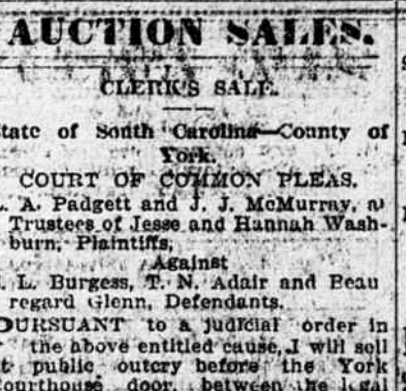 AUCTION SALES.
CLERK'S SALE.
State of South Carolina—County of
York.
COURT OF COMMON PLEAS.
A. Padgett and J. J. McMurray, as
Trustees of Jesse and Hannah Wash-
burn, Plaintiffs,
Against
L. Burgess, T. N. Adair and Beau
regard Glenn, Defendants.
PURSUANT to a judicial order in
the above entitled cause, I will sell
at public outcry before the York
Courthouse door, between the